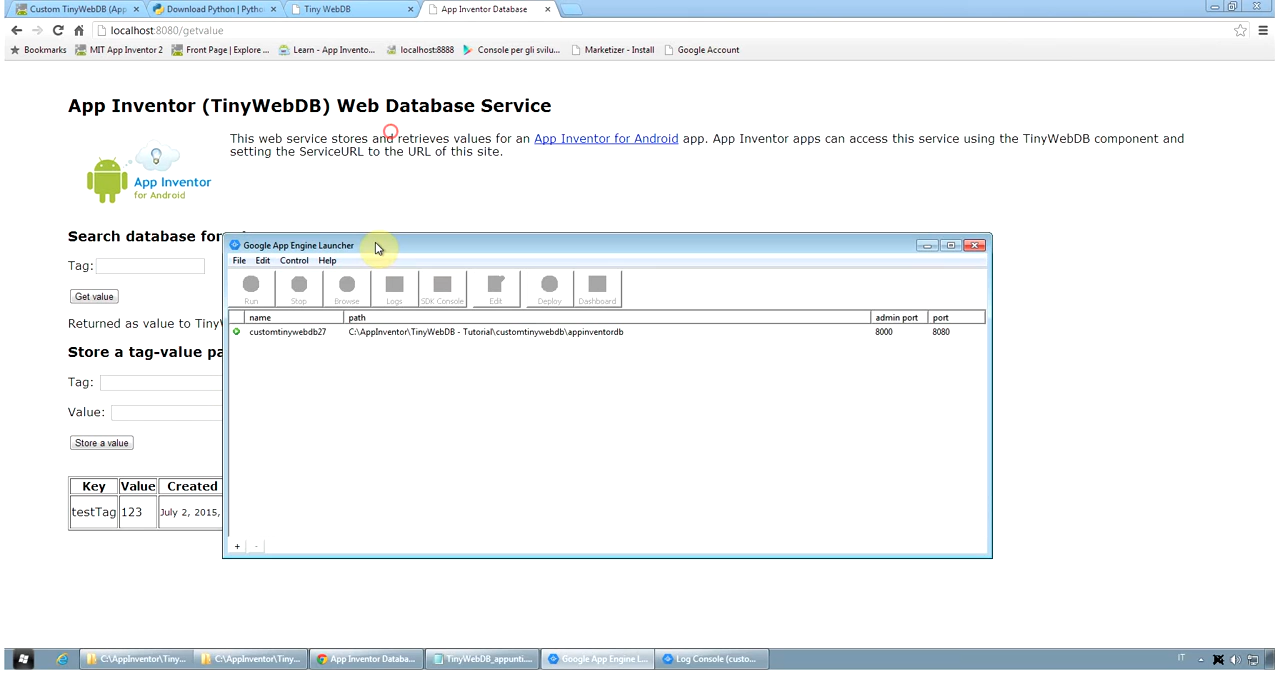 Custom TinyWebDB (App
Download Python | Pytho
Tiny WebDB
App Inventor Database
localhost:8080/getvalue
Bookmarks
MIT App Inventor 2
Front Page | Explore ...
Learn - App Invento...
localhost:8888
Console per gli svilu...
Marketizer - Install
Google Account
App Inventor (TinyWebDB) Web Database Service
This web service stores and retrieves values for an App Inventor for Android app. App Inventor apps can access this service using the TinyWebDB component and
setting the ServiceURL to the URL of this site.
App Inventor
for Android
Search database for
Tag:
Get value
Returned as value to TinyW
Store a tag-value pa
Tag:
Value:
Store a value
Key Value Created
testTag 123 July 2, 2015,
Google App Engine Launcher
File Edit Control Help
Run Stop Browse Logs SDK Console Edit Deploy Dashboard
name path admin port port
customtinywebdb27 C:\AppInventor\TinyWebDB - Tutorial\customtinywebdb\appinventordb 8000 8080
+ -
C:\AppInventor\Tiny...
C:\AppInventor\Tiny...
App Inventor Databa...
TinyWebDB_appunti...
Google App Engine L...
Log Console (custo...
IT